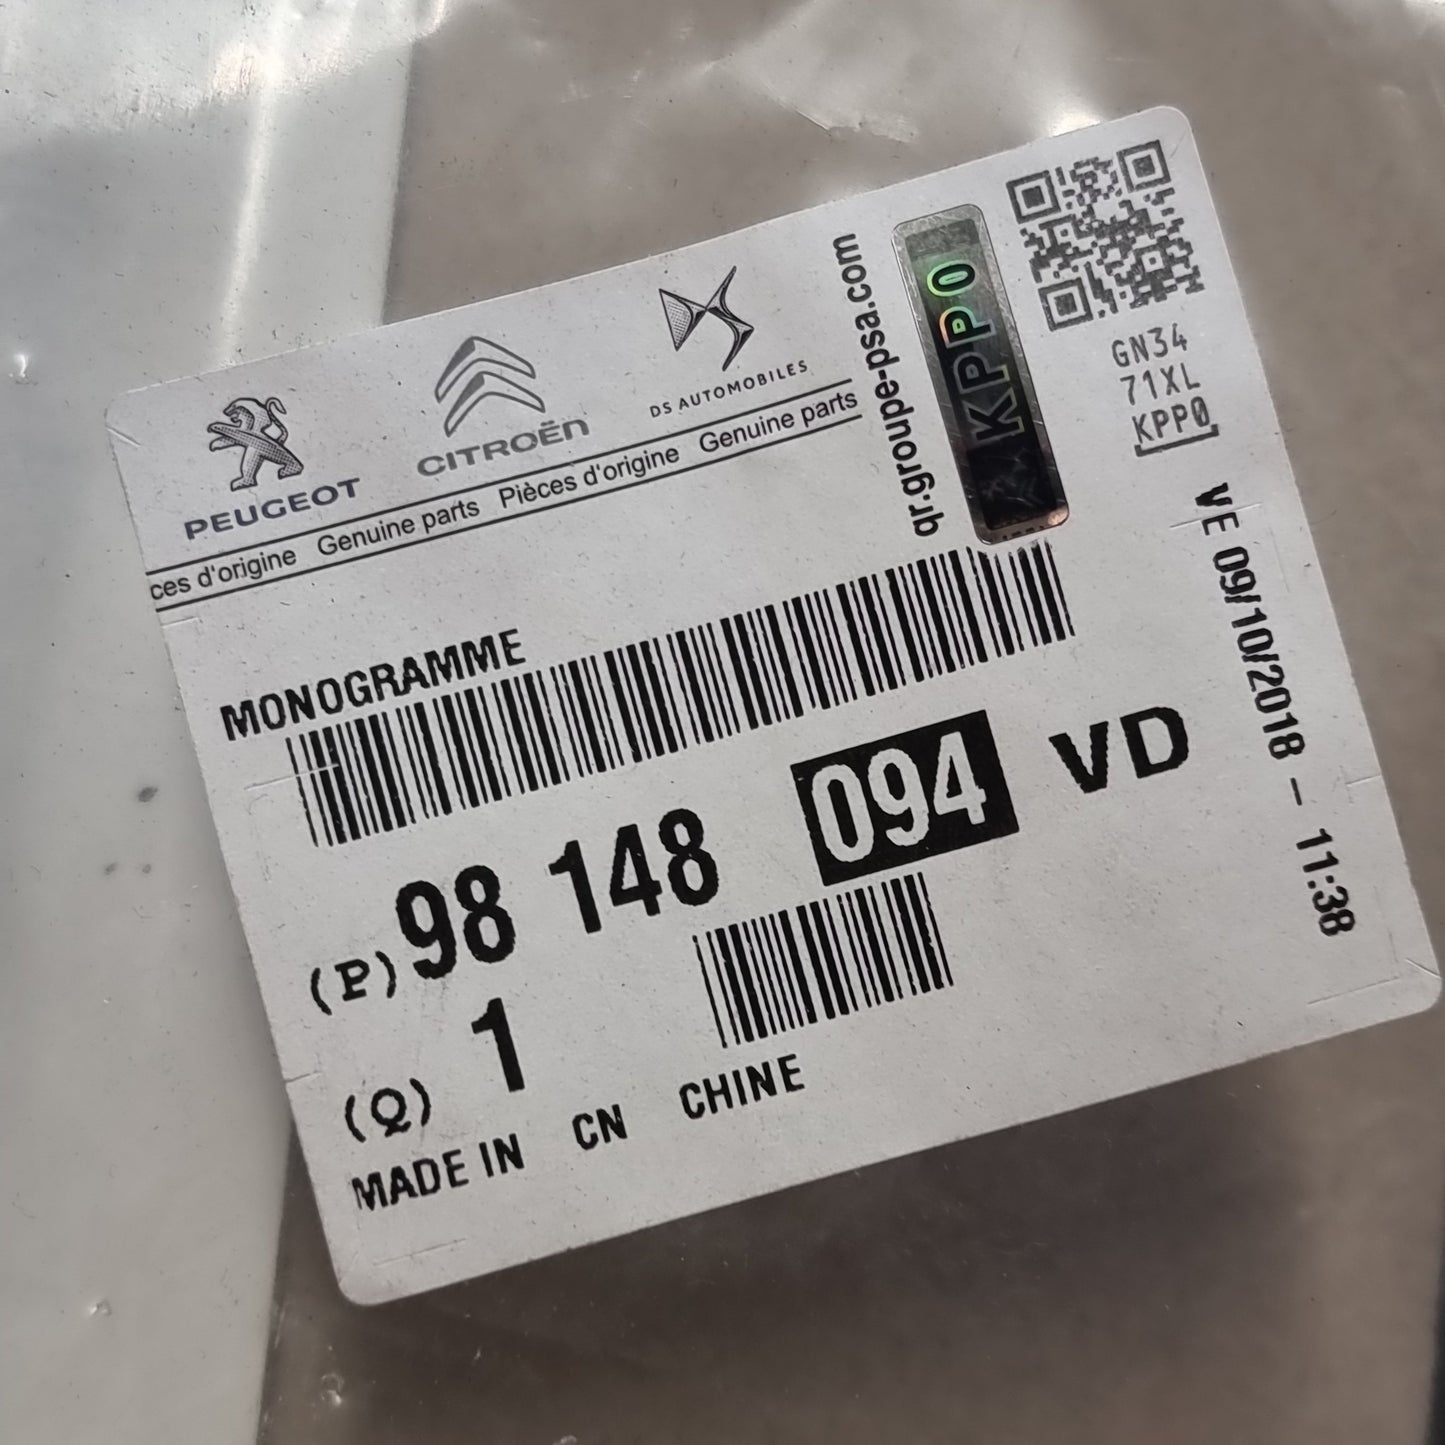 PEUGEOT
CITROËN
DS AUTOMOBILES
ces d'origine Genuine parts Pièces d'origine Genuine parts
qr.groupe-psa.com
KPP0
GN34
71XL
KPP0
VE 09/10/2018 - 11:38
MONOGRAMME
(P) 98 148 094 VD
(Q) 1
MADE IN CN CHINE